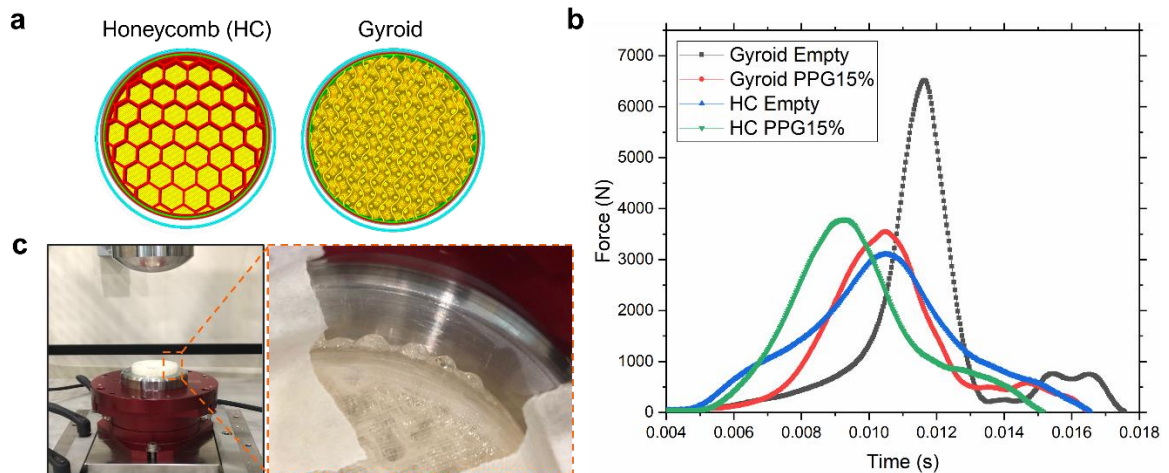 a
Honeycomb (HC)
Gyroid
b
Gyroid Empty
Gyroid PPG15%
HC Empty
HC PPG15%
7000
6000
5000
4000
3000
2000
1000
0
Force (N)
0.004 0.006 0.008 0.010 0.012 0.014 0.016 0.018
Time (s)
c